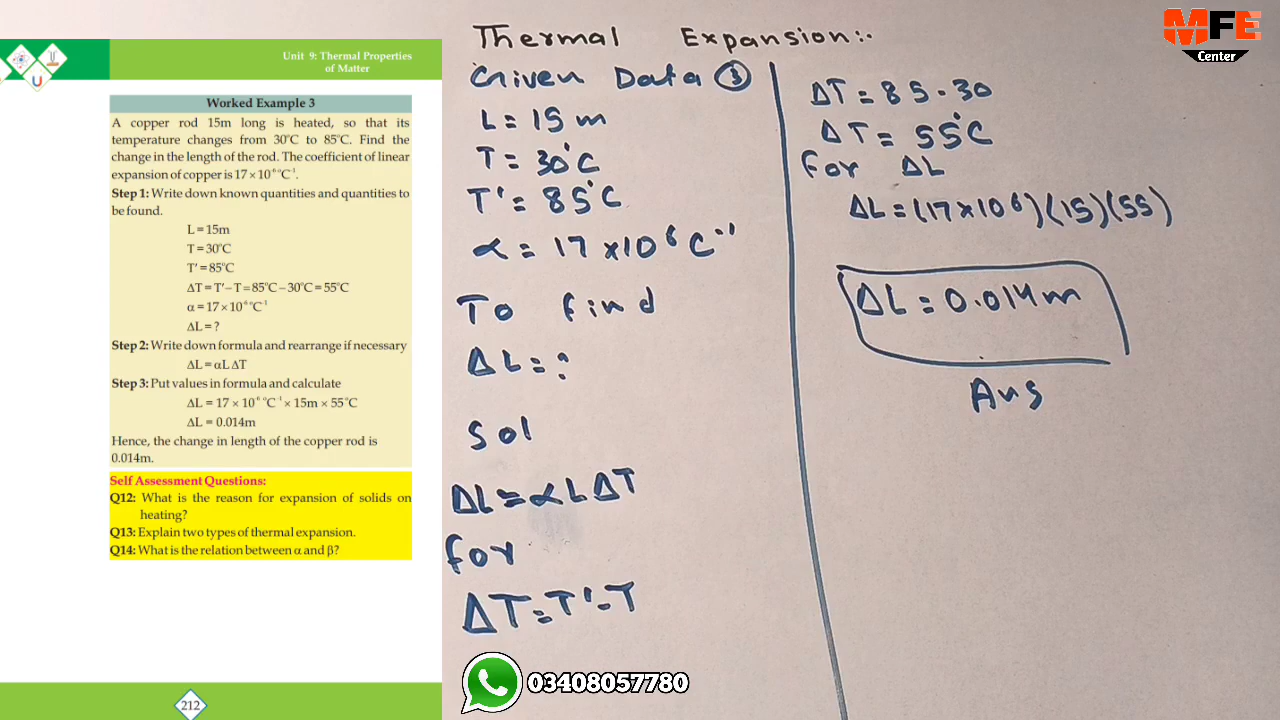 Unit 9: Thermal Properties
of Matter
Worked Example 3
A copper rod 15m long is heated, so that its
temperature changes from 30°C to 85°C. Find the
change in the length of the rod. The coefficient of linear
expansion of copper is 17 × 10⁻⁶ °C⁻¹.
Step 1: Write down known quantities and quantities to
be found.
L = 15m
T = 30°C
T' = 85°C
ΔT = T' – T = 85°C – 30°C = 55°C
α = 17 × 10⁻⁶ °C⁻¹
ΔL = ?
Step 2: Write down formula and rearrange if necessary
ΔL = αL ΔT
Step 3: Put values in formula and calculate
ΔL = 17 × 10⁻⁶ °C⁻¹ × 15m × 55 °C
ΔL = 0.014m
Hence, the change in length of the copper rod is
0.014m.
Self Assessment Questions:
Q12: What is the reason for expansion of solids on
heating?
Q13: Explain two types of thermal expansion.
Q14: What is the relation between α and β?
212
Thermal Expansion:.
Given Data ③
L = 15 m
T = 30°C
T' = 85°C
α = 17 × 10⁻⁶ C⁻¹
To find
ΔL = ?
Sol
ΔL = α L ΔT
for
ΔT = T' - T
03408057780
ΔT = 85 - 30
ΔT = 55°C
for ΔL
ΔL = (17 × 10⁻⁶)(15)(55)
ΔL = 0.014m
Ans
MFE
Center